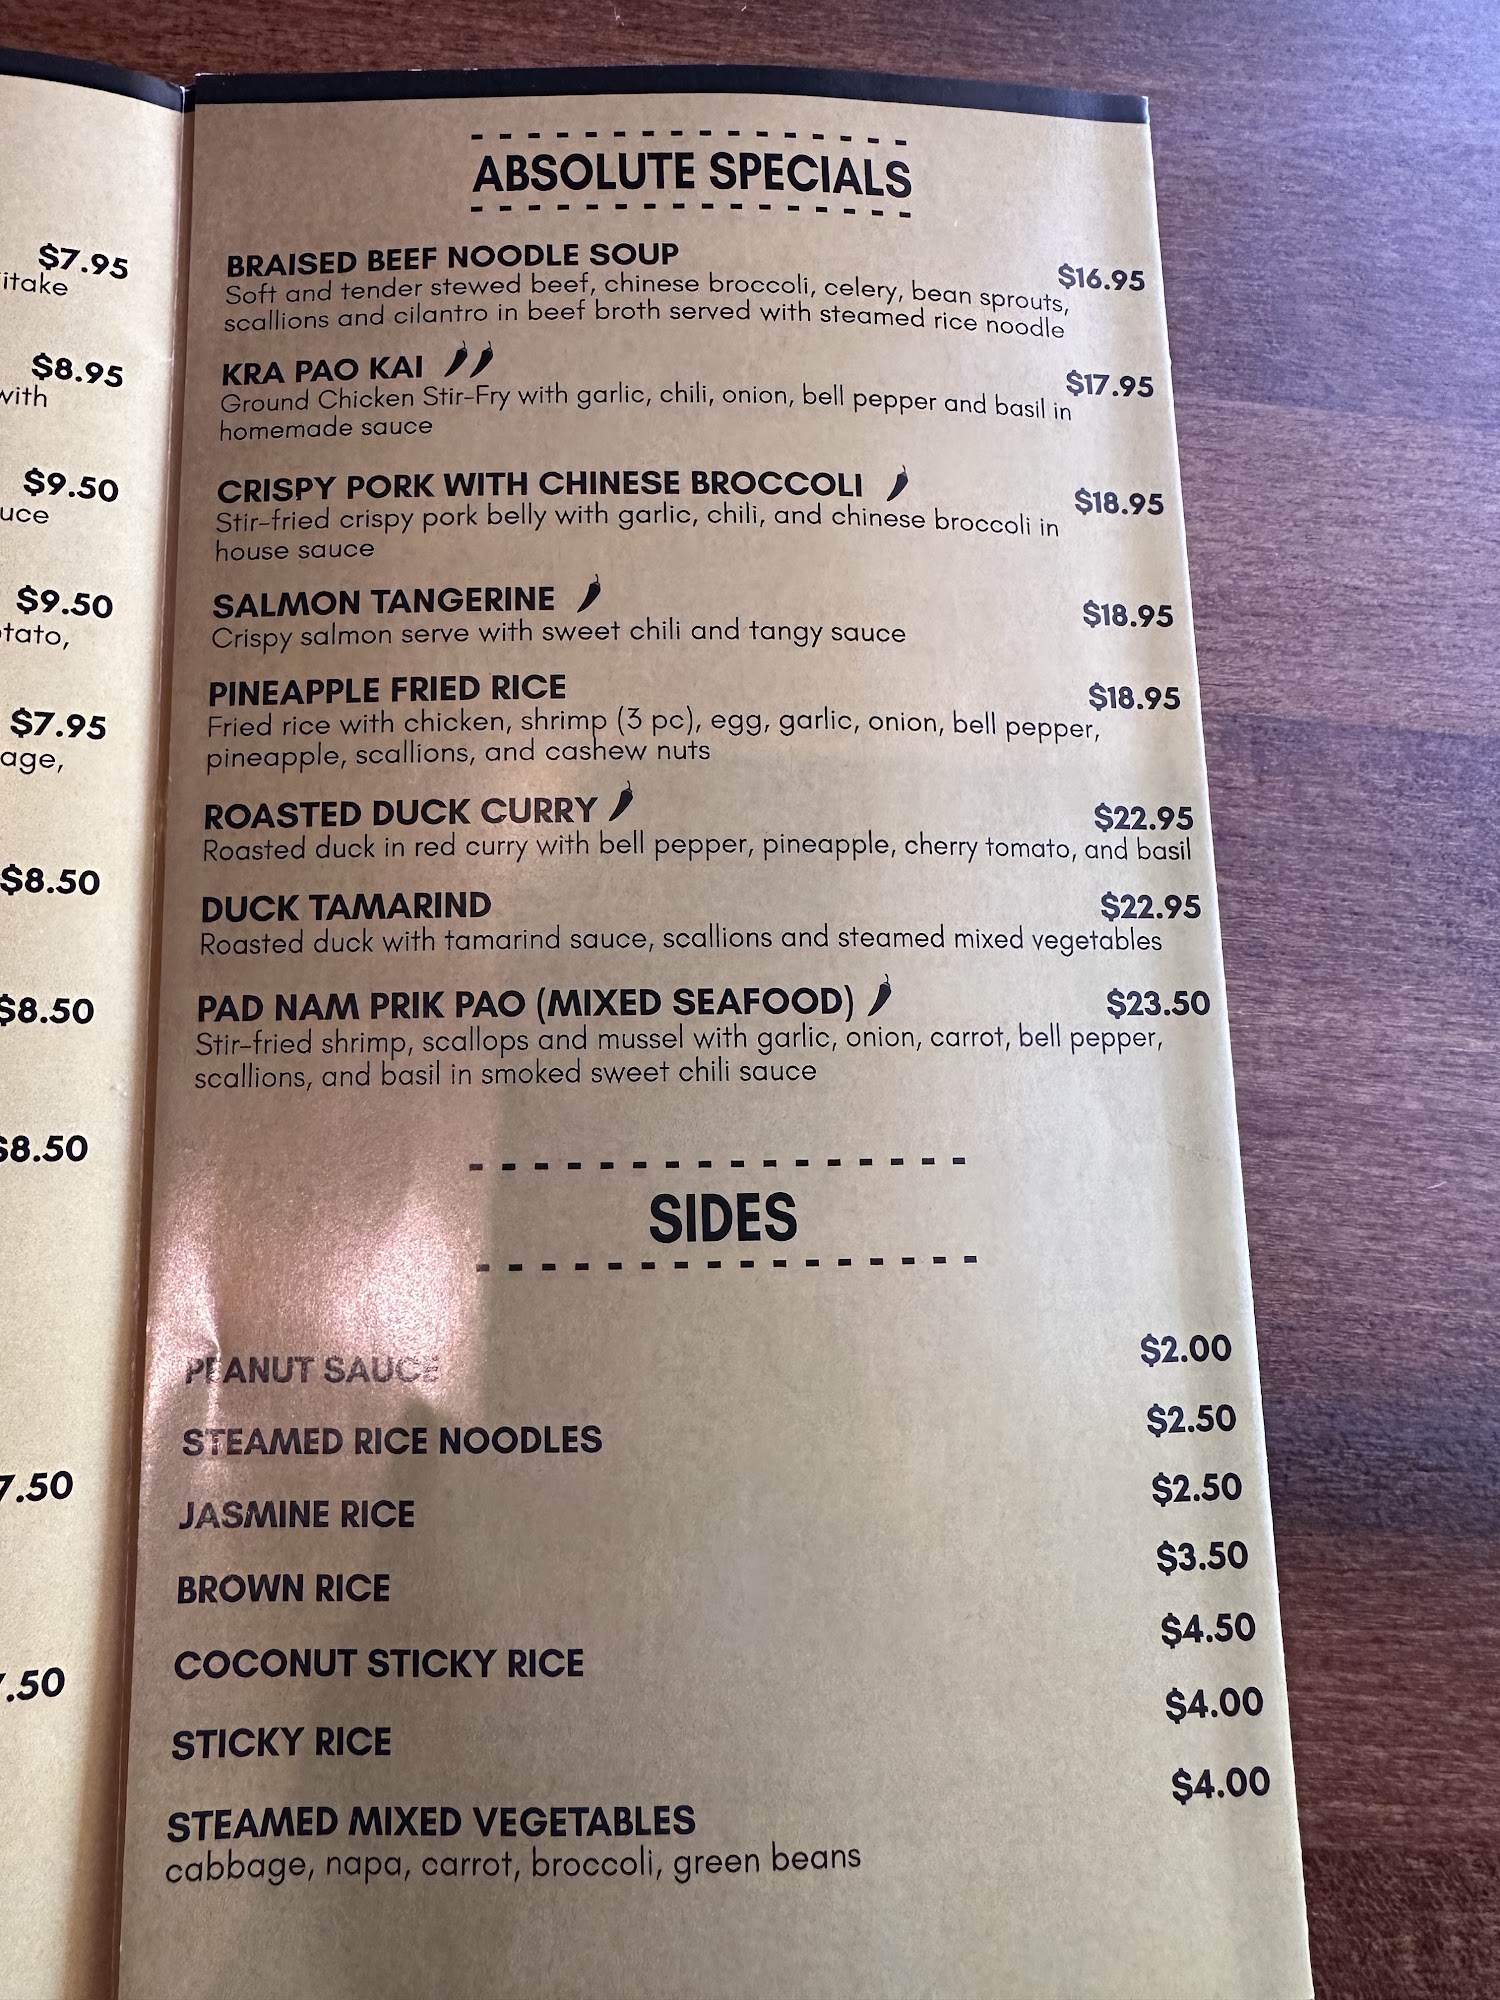 $7.95
itake
$8.95
with
$9.50
uce
$9.50
tato,
$7.95
age,
$8.50
$8.50
$8.50
7.50
.50
ABSOLUTE SPECIALS
BRAISED BEEF NOODLE SOUP $16.95
Soft and tender stewed beef, chinese broccoli, celery, bean sprouts,
scallions and cilantro in beef broth served with steamed rice noodle
KRA PAO KAI $17.95
Ground Chicken Stir-Fry with garlic, chili, onion, bell pepper and basil in
homemade sauce
CRISPY PORK WITH CHINESE BROCCOLI $18.95
Stir-fried crispy pork belly with garlic, chili, and chinese broccoli in
house sauce
SALMON TANGERINE $18.95
Crispy salmon serve with sweet chili and tangy sauce
PINEAPPLE FRIED RICE $18.95
Fried rice with chicken, shrimp (3 pc), egg, garlic, onion, bell pepper,
pineapple, scallions, and cashew nuts
ROASTED DUCK CURRY $22.95
Roasted duck in red curry with bell pepper, pineapple, cherry tomato, and basil
DUCK TAMARIND $22.95
Roasted duck with tamarind sauce, scallions and steamed mixed vegetables
PAD NAM PRIK PAO (MIXED SEAFOOD) $23.50
Stir-fried shrimp, scallops and mussel with garlic, onion, carrot, bell pepper,
scallions, and basil in smoked sweet chili sauce
SIDES
PEANUT SAUCE $2.00
STEAMED RICE NOODLES $2.50
JASMINE RICE $2.50
BROWN RICE $3.50
COCONUT STICKY RICE $4.50
STICKY RICE $4.00
STEAMED MIXED VEGETABLES $4.00
cabbage, napa, carrot, broccoli, green beans